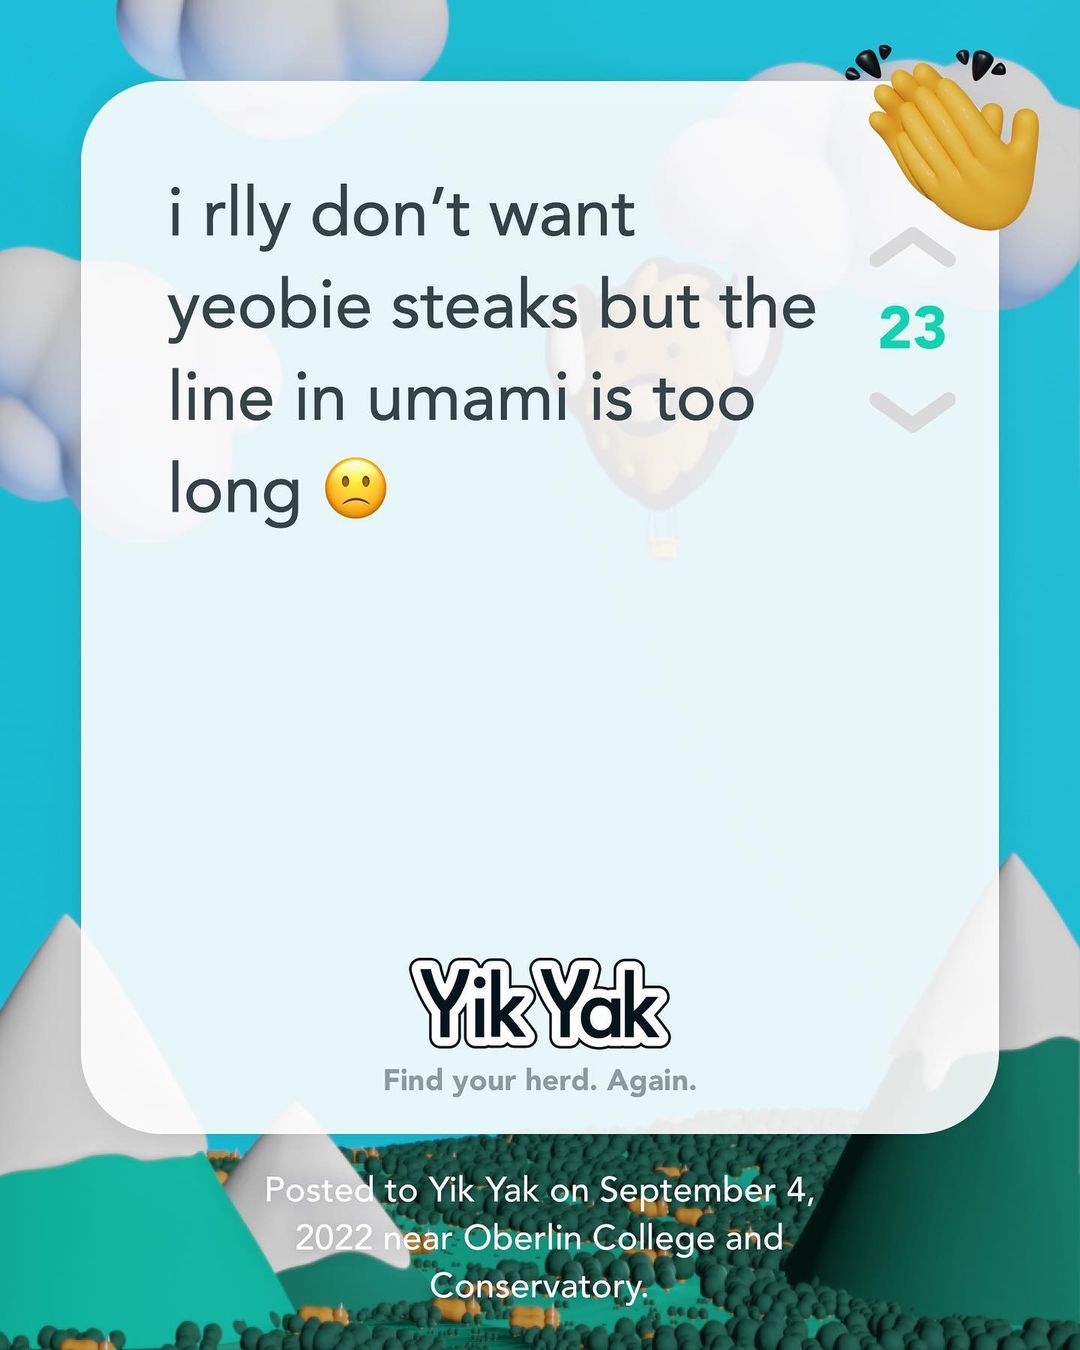 i rlly don’t want
yeobie steaks but the
line in umami is too
long 🙁
23
Yik Yak
Find your herd. Again.
Posted to Yik Yak on September 4,
2022 near Oberlin College and
Conservatory.